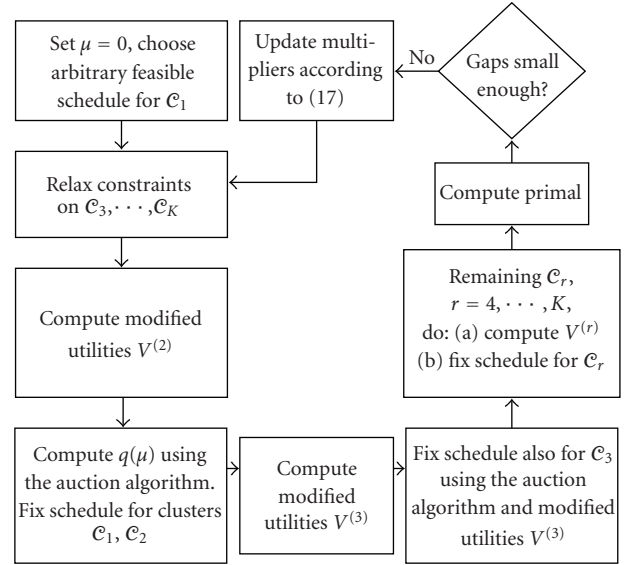 Set μ = 0, choose
arbitrary feasible
schedule for 𝒞₁
Relax constraints
on 𝒞₃, · · · , 𝒞_K
Compute modified
utilities V⁽²⁾
Compute q(μ) using
the auction algorithm.
Fix schedule for clusters
𝒞₁, 𝒞₂
Compute
modified
utilities V⁽³⁾
Fix schedule also for 𝒞₃
using the auction
algorithm and modified
utilities V⁽³⁾
Remaining 𝒞ᵣ,
r = 4, · · · , K,
do: (a) compute V⁽ʳ⁾
(b) fix schedule for 𝒞ᵣ
Compute primal
Gaps small
enough?
No
Update multi-
pliers according
to (17)